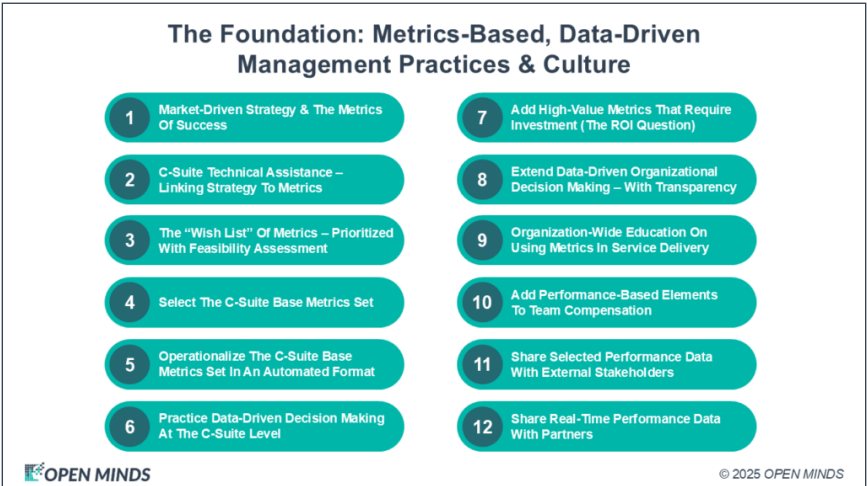 The Foundation: Metrics-Based, Data-Driven
Management Practices & Culture
1
Market-Driven Strategy & The Metrics
Of Success
2
C-Suite Technical Assistance –
Linking Strategy To Metrics
3
The “Wish List” Of Metrics – Prioritized
With Feasibility Assessment
4
Select The C-Suite Base Metrics Set
5
Operationalize The C-Suite Base
Metrics Set In An Automated Format
6
Practice Data-Driven Decision Making
At The C-Suite Level
7
Add High-Value Metrics That Require
Investment (The ROI Question)
8
Extend Data-Driven Organizational
Decision Making – With Transparency
9
Organization-Wide Education On
Using Metrics In Service Delivery
10
Add Performance-Based Elements
To Team Compensation
11
Share Selected Performance Data
With External Stakeholders
12
Share Real-Time Performance Data
With Partners
OPEN MINDS
© 2025 OPEN MINDS